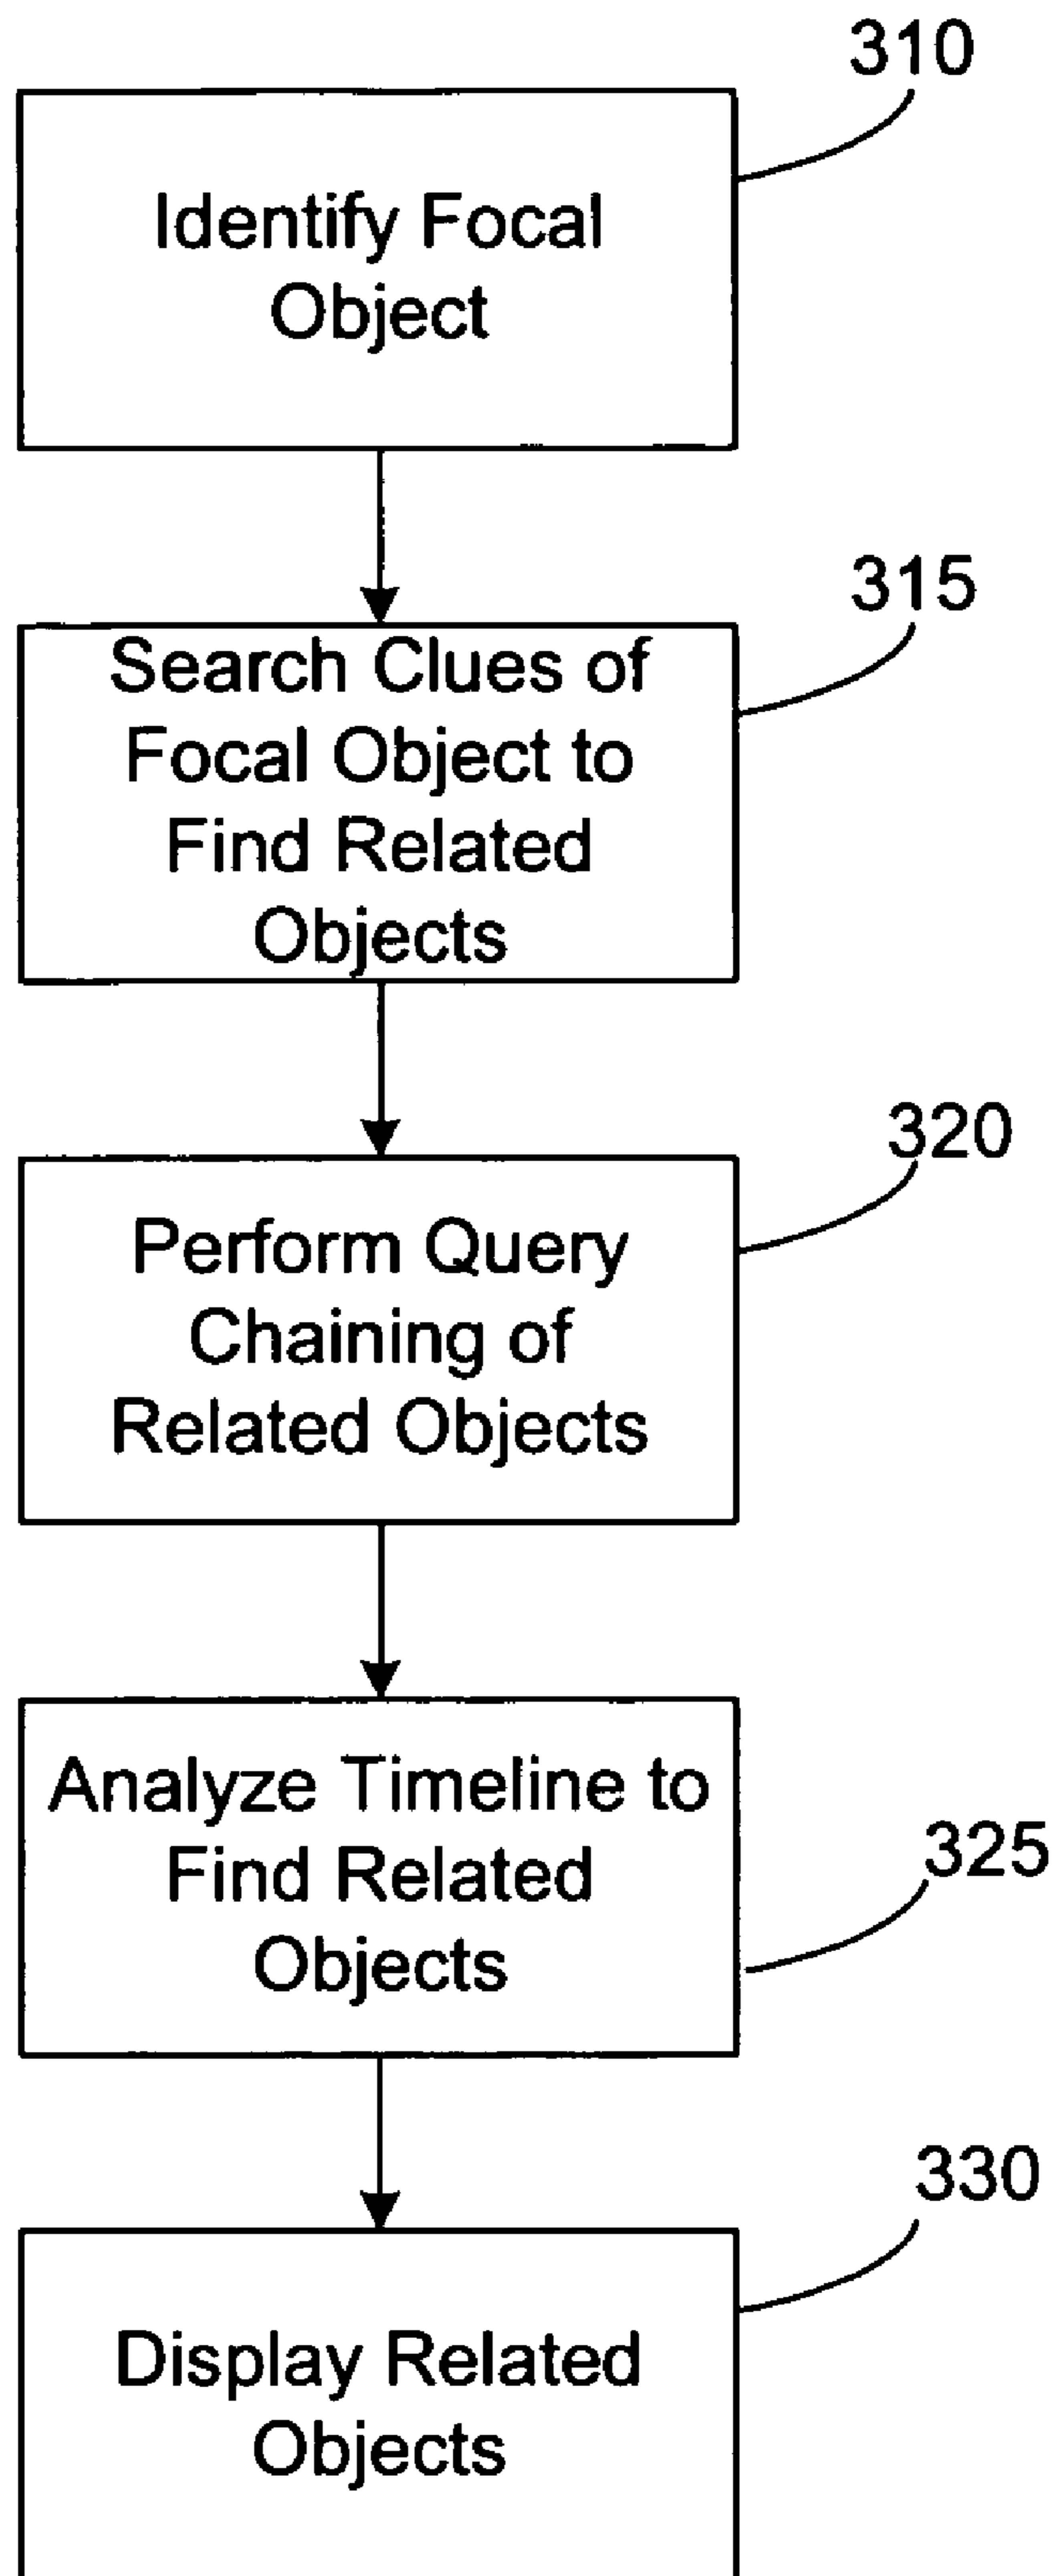 310
Identify Focal
Object
315
Search Clues of
Focal Object to
Find Related
Objects
320
Perform Query
Chaining of
Related Objects
Analyze Timeline to
325
Find Related
Objects
330
Display Related
Objects